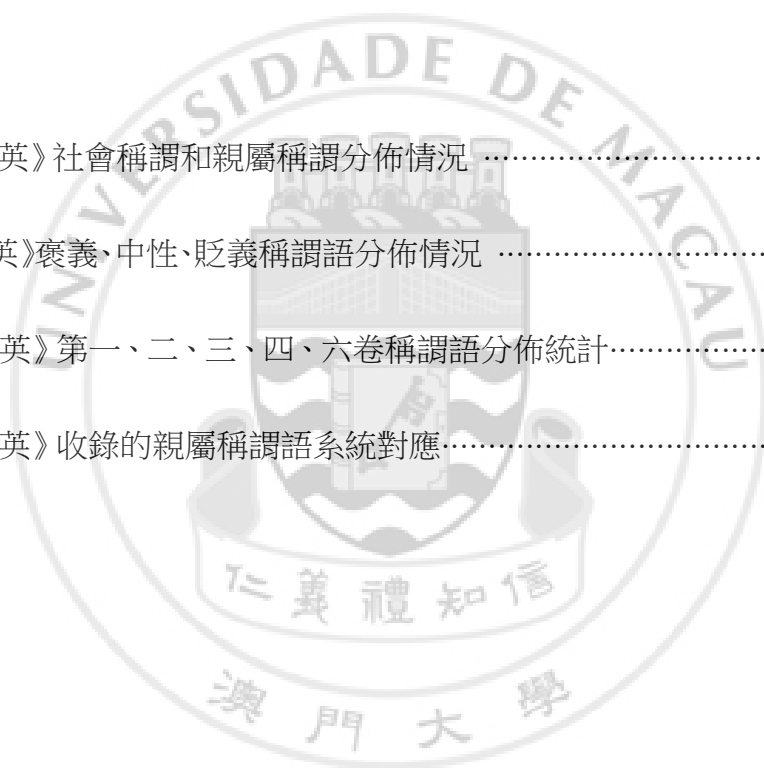 UNIVERSIDADE DE MACAU
英》社會稱謂和親屬稱謂分佈情況 …………………………
英》褒義、中性、貶義稱謂語分佈情況 …………………………
英》第一、二、三、四、六卷稱謂語分佈統計………………
英》收錄的親屬稱謂語系統對應………………………………
仁義禮知信
澳門大學